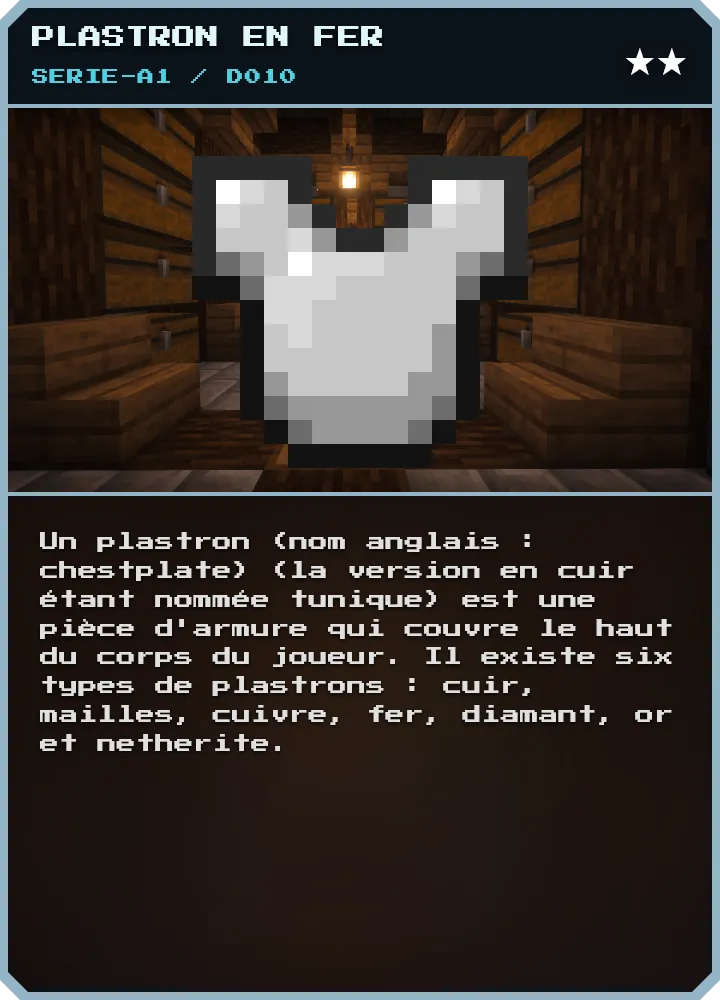 PLASTRON EN FER
SERIE-A1 / D010
★★
Un plastron (nom anglais :
chestplate) (la version en cuir
étant nommée tunique) est une
pièce d'armure qui couvre le haut
du corps du joueur. Il existe six
types de plastrons : cuir,
mailles, cuivre, fer, diamant, or
et netherite.